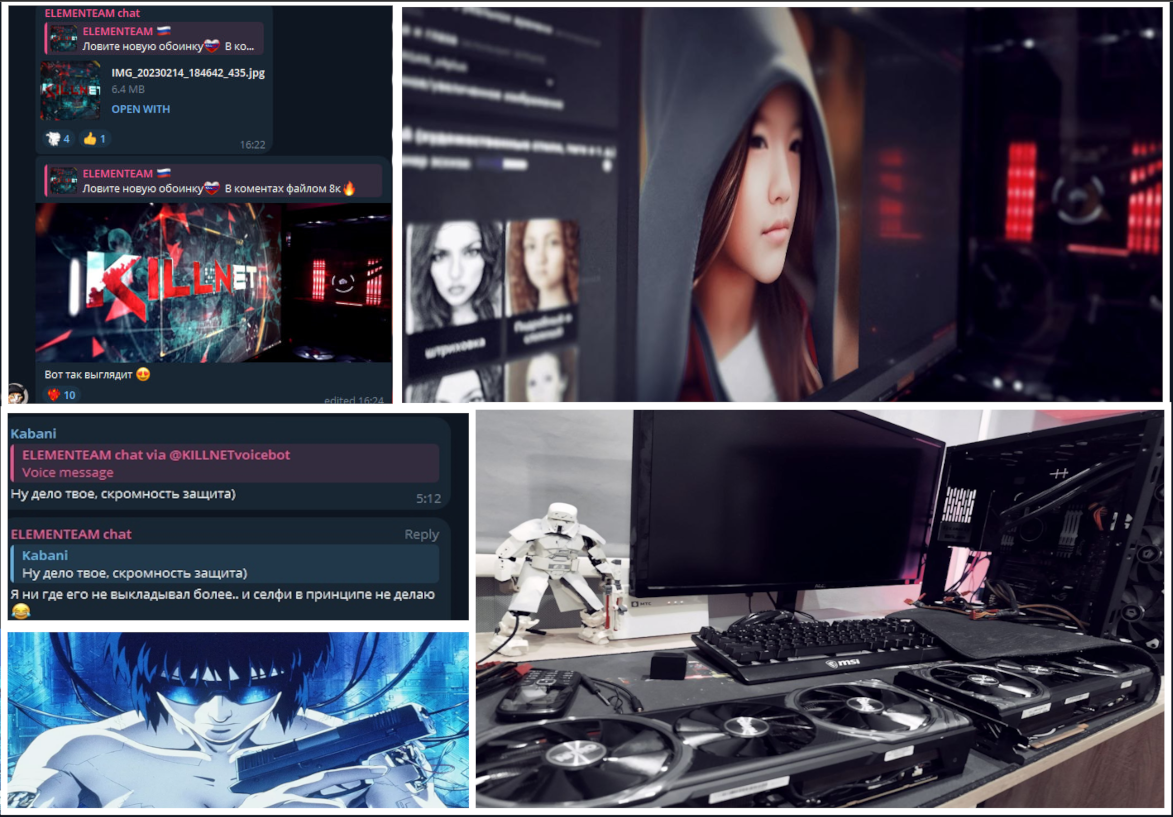 ELEMENTEAM chat
ELEMENTEAM 🇷🇺
Ловите новую обоинку В ко...
IMG_20230214_184642_435.jpg
6.4 MB
OPEN WITH
4 👍 1
16:22
ELEMENTEAM 🇷🇺
Ловите новую обоинку В коментах файлом 8к🔥
KILLNET
Вот так выглядит 😍
10
edited 16:24
штриховка
Kabani
ELEMENTEAM chat via @KILLNETvoicebot
Voice message
Ну дело твое, скромность защита)
5:12
ELEMENTEAM chat
Reply
Kabani
Ну дело твое, скромность защита)
Я ни где его не выкладывал более.. и селфи в принципе не делаю
😂
msi